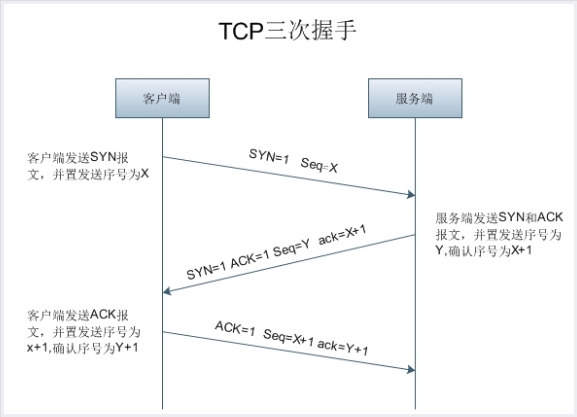 TCP三次握手
客户端
服务端
客户端发送SYN报
文，并置发送序号为X
SYN=1 Seq=X
服务端发送SYN和ACK
报文，并置发送序号为
Y,确认序号为X+1
SYN=1 ACK=1 Seq=Y ack=X+1
客户端发送ACK报
文，并置发送序号为
x+1,确认序号为Y+1
ACK=1 Seq=X+1 ack=Y+1